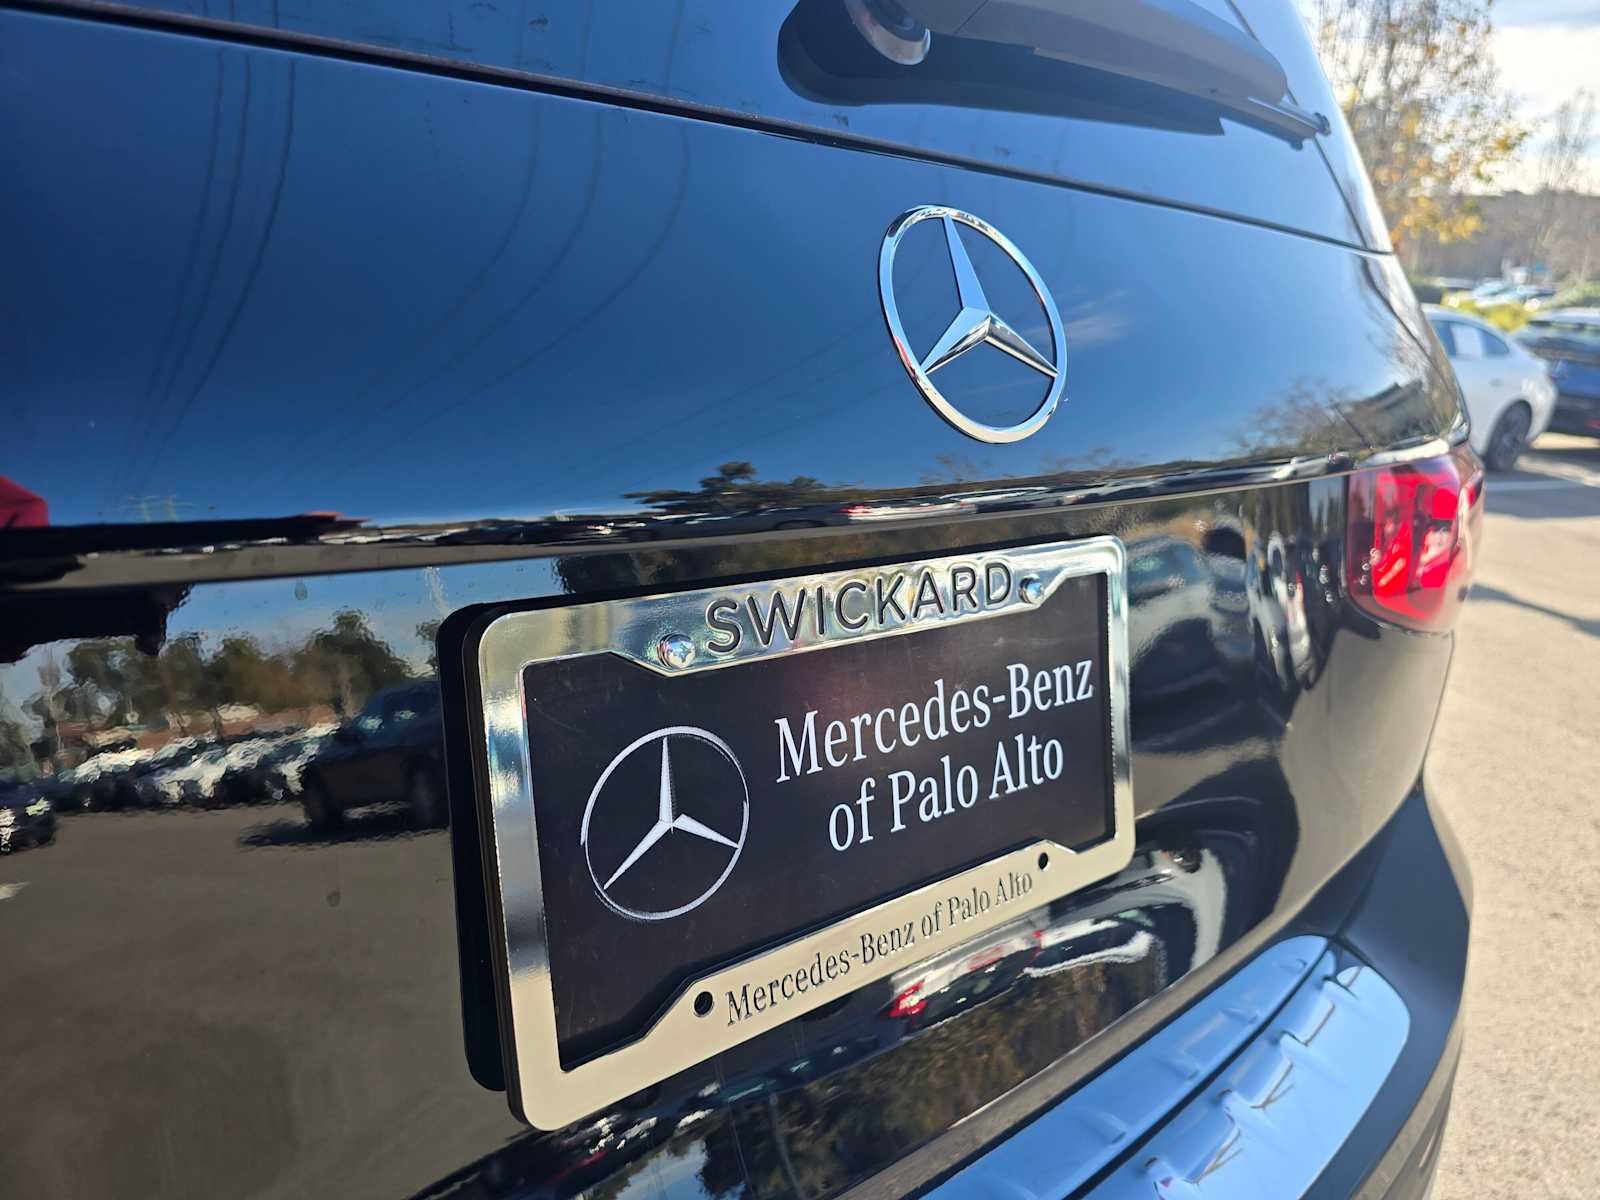 SWICKARD
Mercedes-Benz
of Palo Alto
Mercedes-Benz of Palo Alto